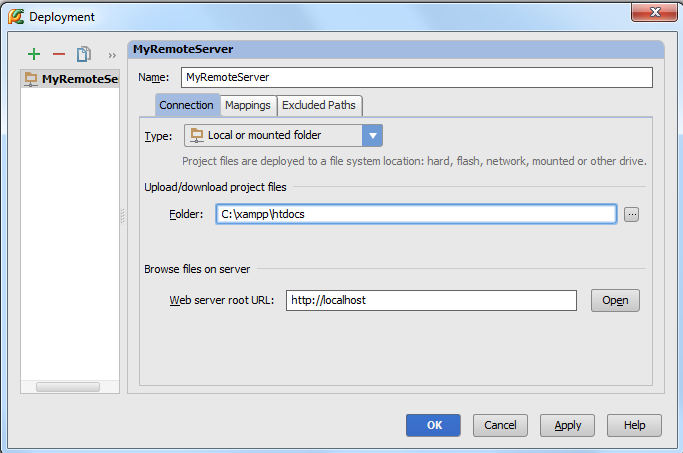 Deployment
MyRemoteSe
MyRemoteServer
Name: MyRemoteServer
Connection Mappings Excluded Paths
Type: Local or mounted folder
Project files are deployed to a file system location: hard, flash, network, mounted or other drive.
Upload/download project files
Folder: C:\xampp\htdocs ...
Browse files on server
Web server root URL: http://localhost Open
OK Cancel Apply Help